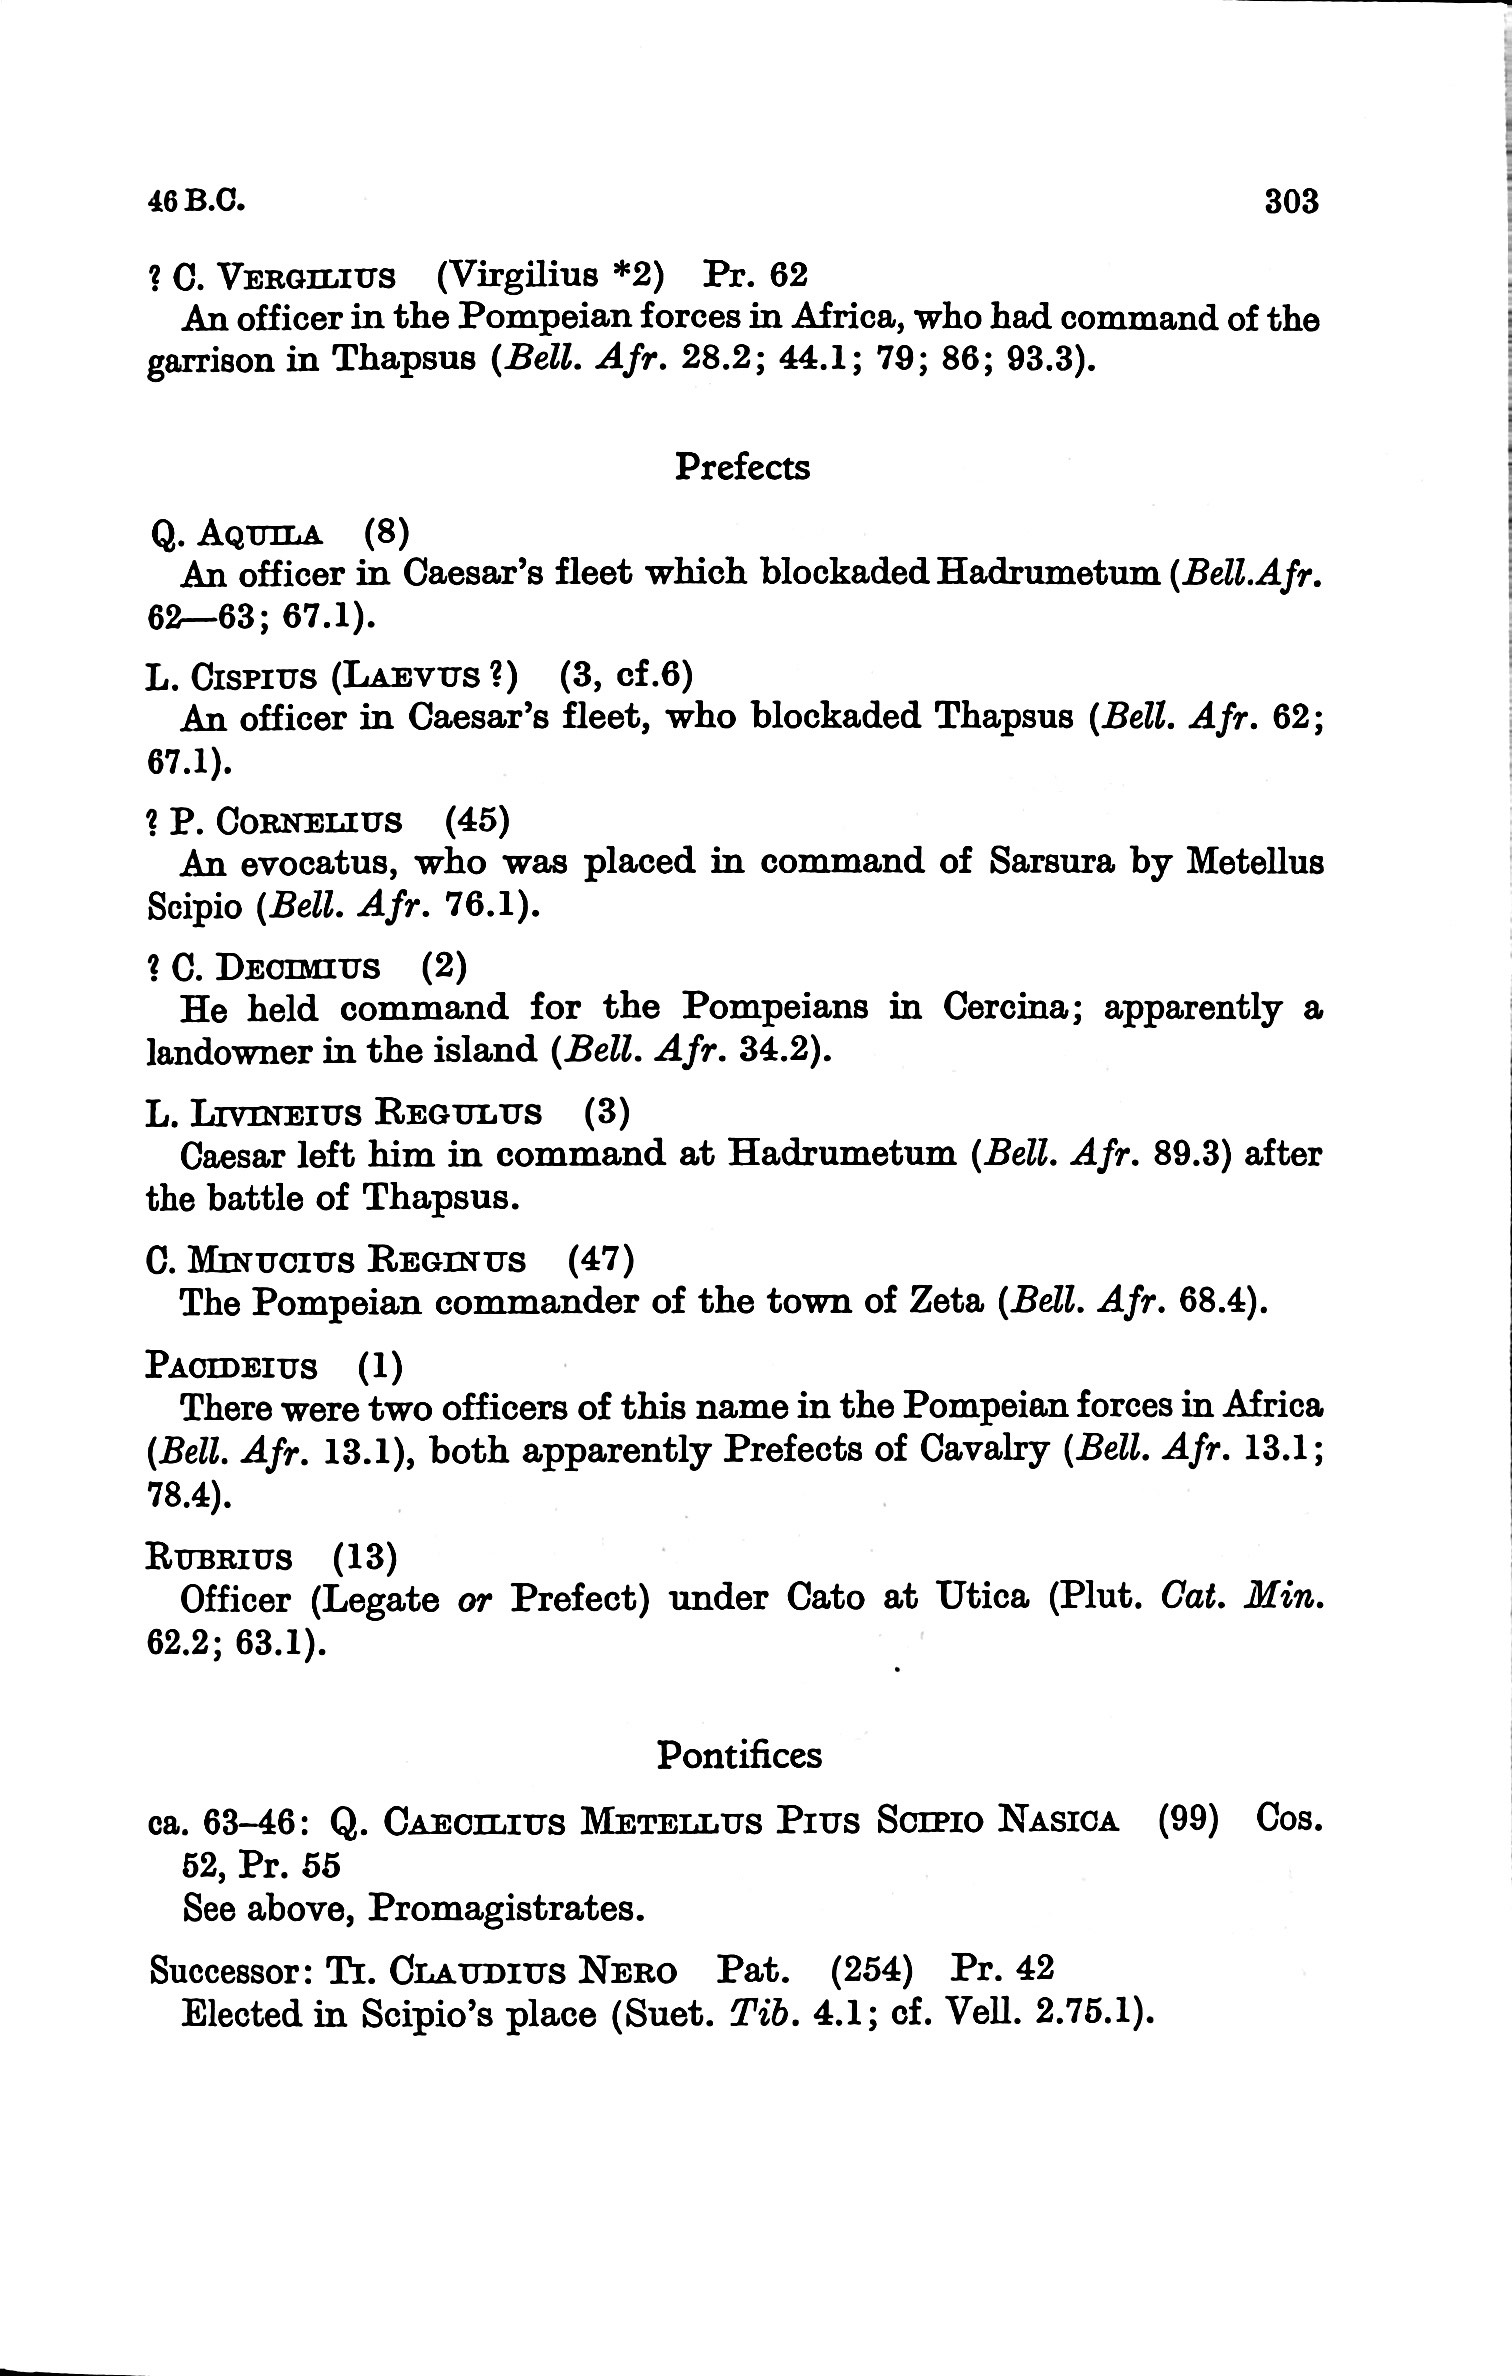 46 B.C. 303
? C. VERGILIUS (Virgilius *2) Pr. 62
An officer in the Pompeian forces in Africa, who had command of the
garrison in Thapsus (Bell. Afr. 28.2; 44.1; 79; 86; 93.3).
Prefects
Q. AQUILA (8)
An officer in Caesar's fleet which blockaded Hadrumetum (Bell.Afr.
62—63; 67.1).
L. CISPIUS (LAEVUS ?) (3, cf.6)
An officer in Caesar's fleet, who blockaded Thapsus (Bell. Afr. 62;
67.1).
? P. CORNELIUS (45)
An evocatus, who was placed in command of Sarsura by Metellus
Scipio (Bell. Afr. 76.1).
? C. DECIMIUS (2)
He held command for the Pompeians in Cercina; apparently a
landowner in the island (Bell. Afr. 34.2).
L. LIVINEIUS REGULUS (3)
Caesar left him in command at Hadrumetum (Bell. Afr. 89.3) after
the battle of Thapsus.
C. MINUCIUS REGINUS (47)
The Pompeian commander of the town of Zeta (Bell. Afr. 68.4).
PACIDEIUS (1)
There were two officers of this name in the Pompeian forces in Africa
(Bell. Afr. 13.1), both apparently Prefects of Cavalry (Bell. Afr. 13.1;
78.4).
RUBRIUS (13)
Officer (Legate or Prefect) under Cato at Utica (Plut. Cat. Min.
62.2; 63.1).
Pontifices
ca. 63–46: Q. CAECILIUS METELLUS PIUS SCIPIO NASICA (99) Cos.
52, Pr. 55
See above, Promagistrates.
Successor: TI. CLAUDIUS NERO Pat. (254) Pr. 42
Elected in Scipio's place (Suet. Tib. 4.1; cf. Vell. 2.75.1).